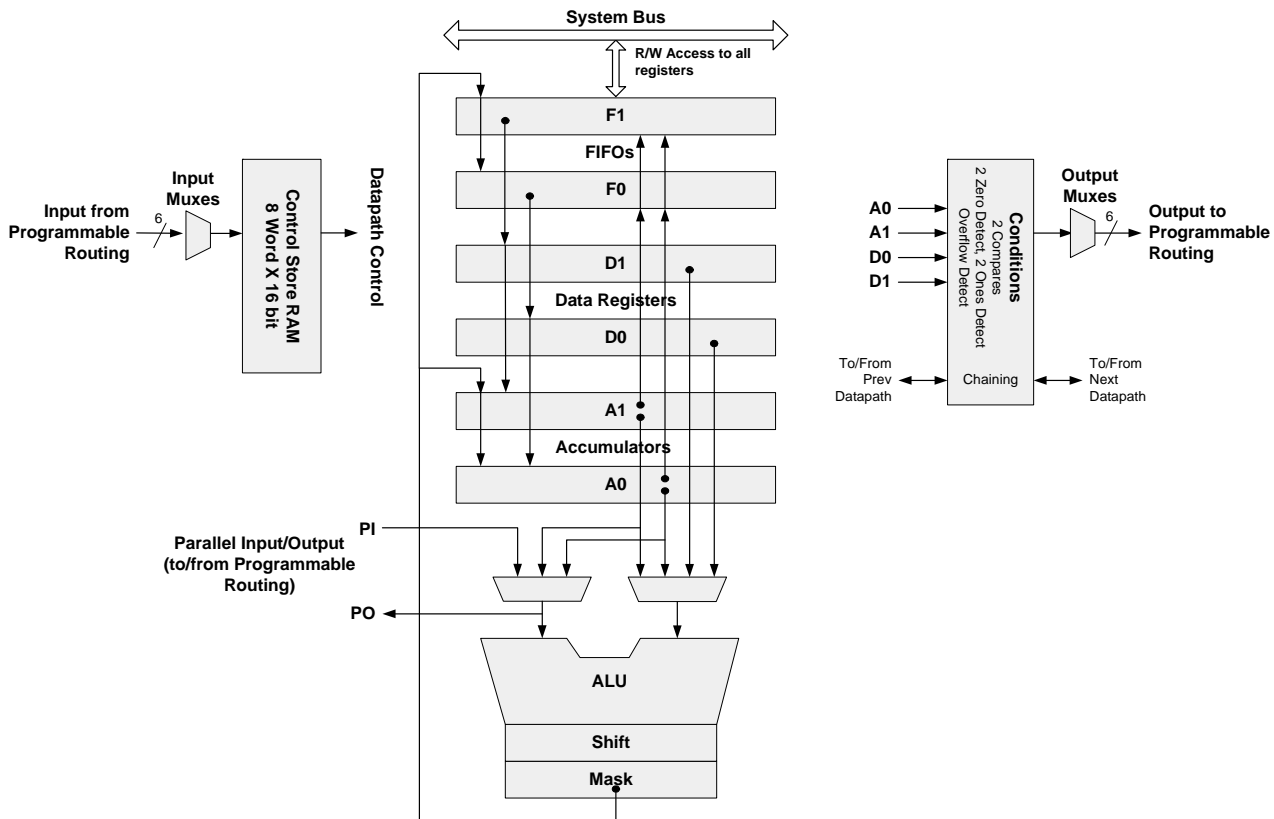 System Bus
R/W Access to all
registers
F1
FIFOs
F0
D1
Data Registers
D0
A1
Accumulators
A0
Input from
Programmable
Routing
6
Input
Muxes
Control Store RAM
8 Word X 16 bit
Datapath Control
A0
A1
D0
D1
Conditions
2 Compares
2 Zero Detect, 2 Ones Detect
Overflow Detect
Chaining
To/From
Prev
Datapath
To/From
Next
Datapath
Output
Muxes
6
Output to
Programmable
Routing
PI
Parallel Input/Output
(to/from Programmable
Routing)
PO
ALU
Shift
Mask